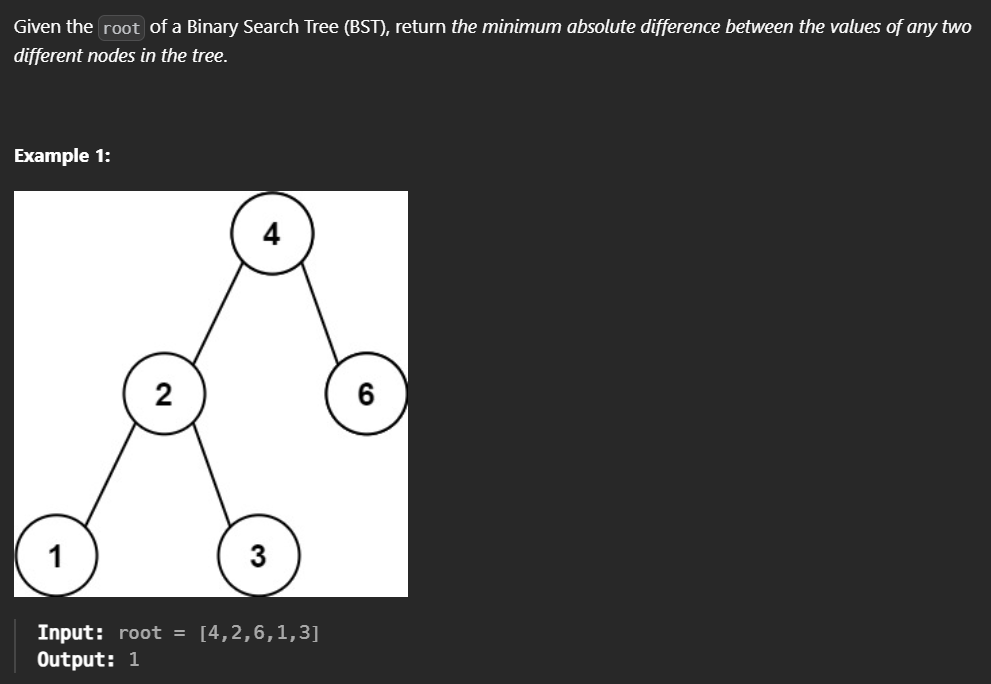 Given the root of a Binary Search Tree (BST), return the minimum absolute difference between the values of any two
different nodes in the tree.
Example 1:
4
2
6
1
3
Input: root = [4,2,6,1,3]
Output: 1